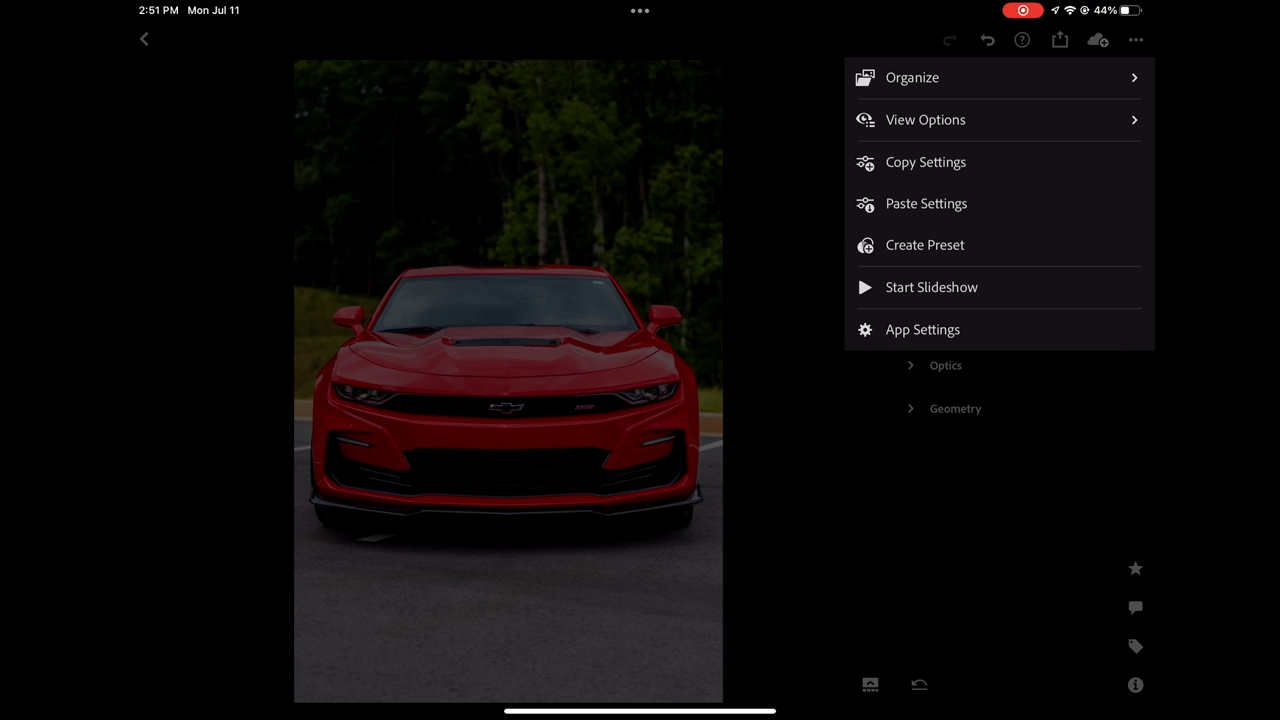 2:51 PM Mon Jul 11
44%
Organize
View Options
Copy Settings
Paste Settings
Create Preset
Start Slideshow
App Settings
Optics
Geometry